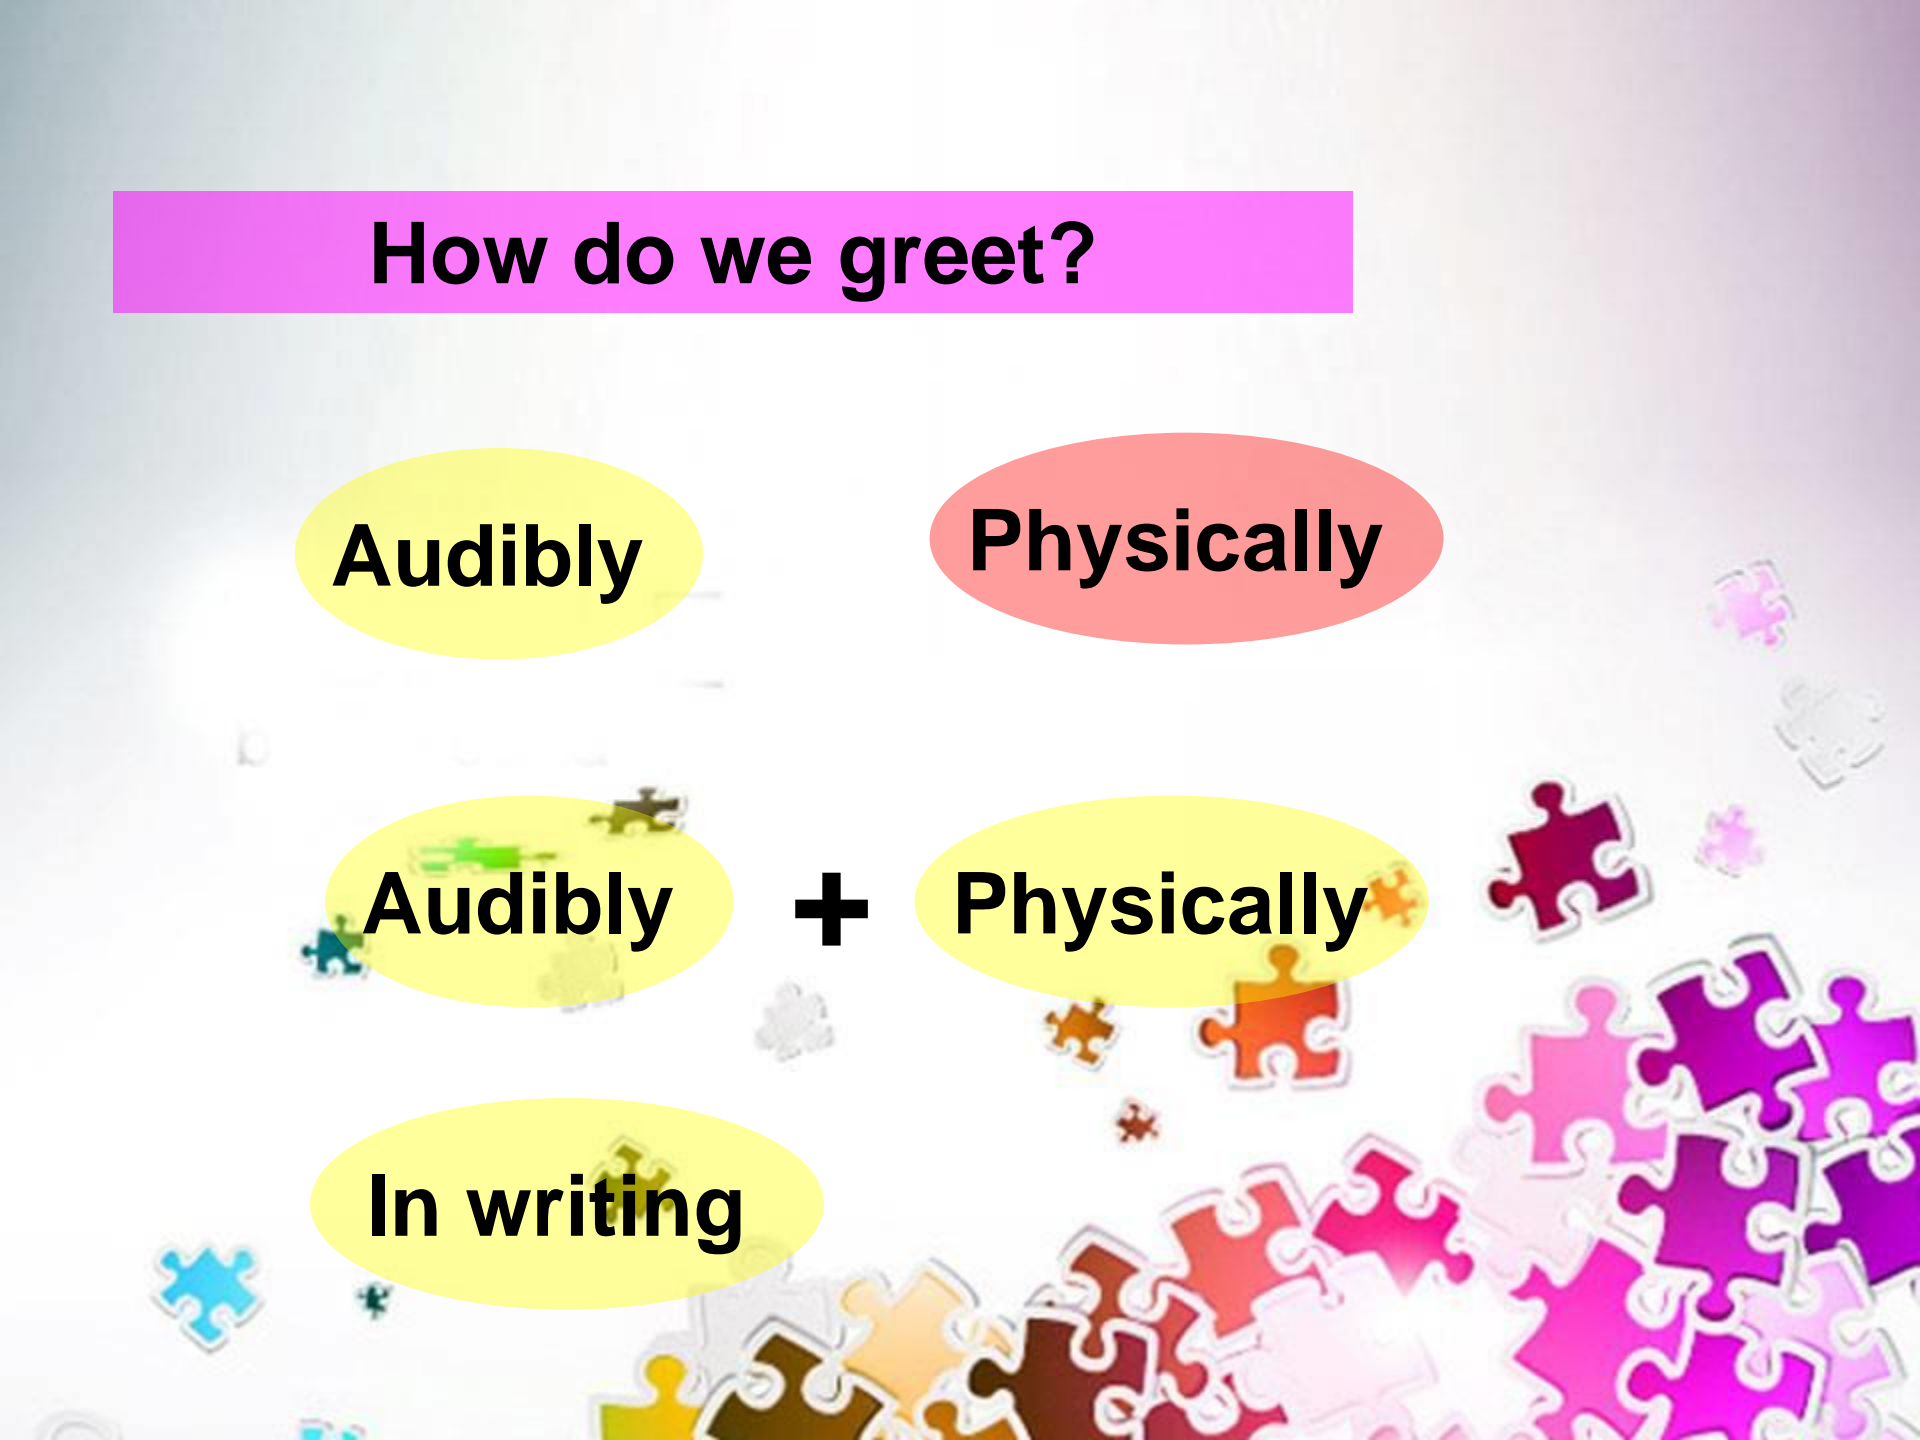 How do we greet?
Audibly
Physically
Audibly + Physically
In writing